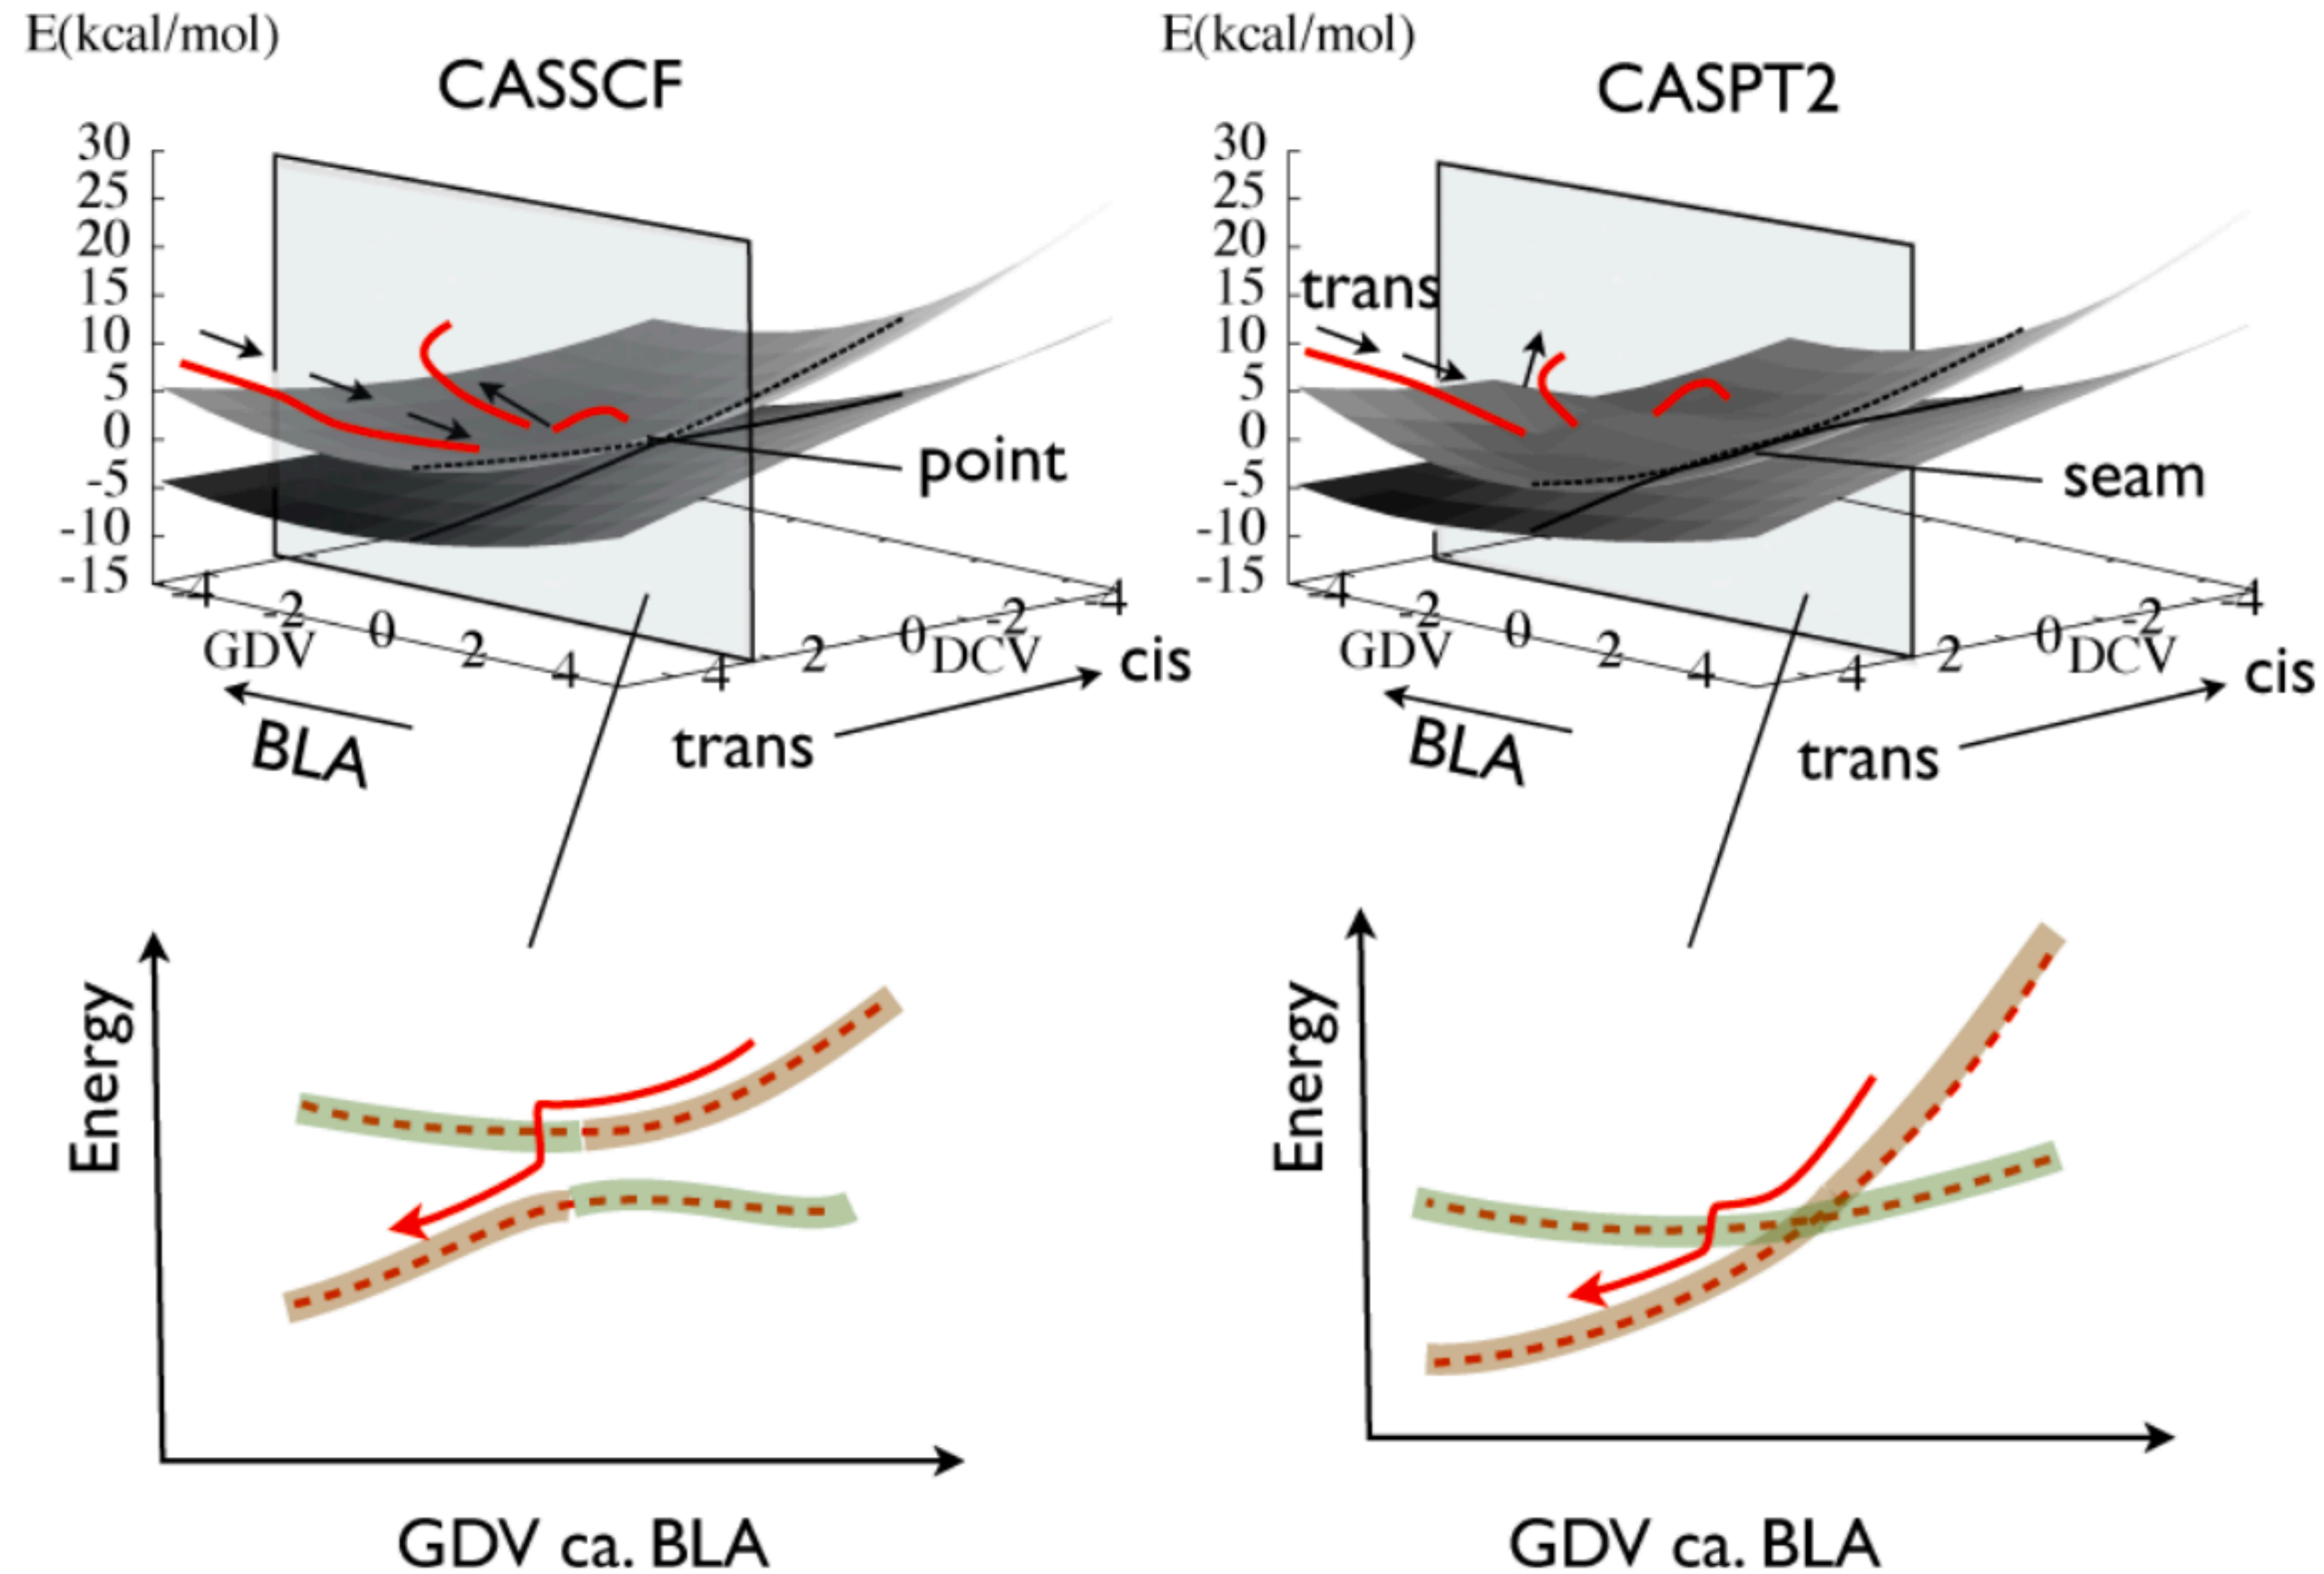 E(kcal/mol)
CASSCF
30
25
20
15
10
5
0
-5
-10
-15
point
-4
-2
0
2
4
GDV
4
2
0
-2
-4
DCV
BLA
trans
cis
E(kcal/mol)
CASPT2
30
25
20
15
10
5
0
-5
-10
-15
trans
seam
-4
-2
0
2
4
GDV
4
2
0
-2
-4
DCV
BLA
trans
cis
Energy
GDV ca. BLA
Energy
GDV ca. BLA